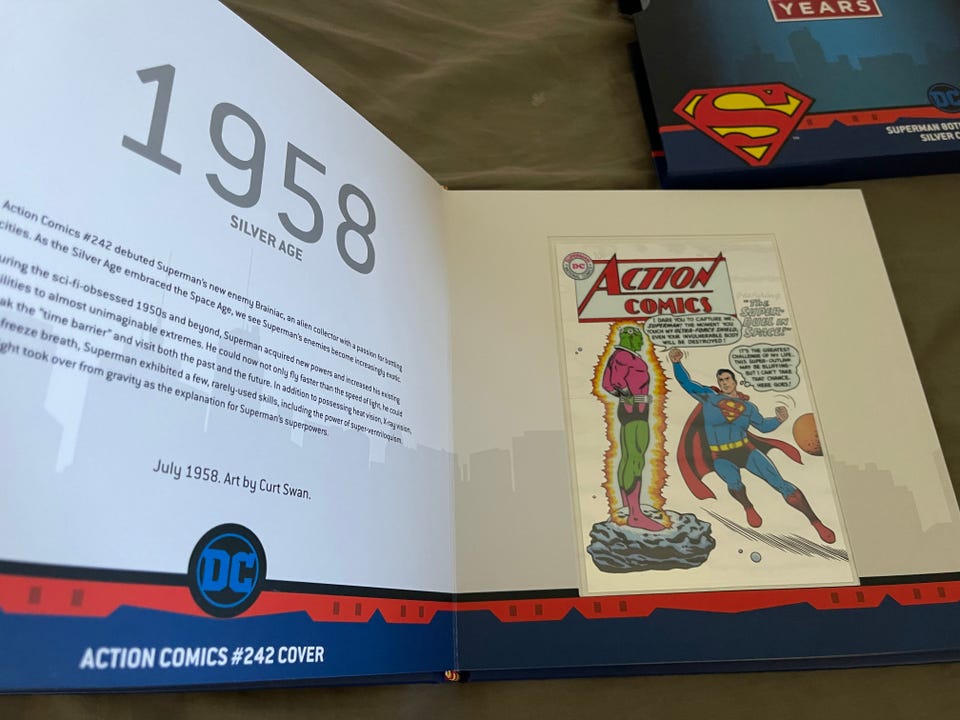 1958
SILVER AGE
Action Comics #242 debuted Superman's new enemy Brainiac, an alien collector with a passion for bottling
cities. As the Silver Age embraced the Space Age, we see Superman's enemies become increasingly exotic.
uring the sci-fi-obsessed 1950s and beyond, Superman acquired new powers and increased his existing
ilities to almost unimaginable extremes. He could now not only fly faster than the speed of light, he could
ak the "time barrier" and visit both the past and the future. In addition to possessing heat vision, X-ray vision,
freeze breath, Superman exhibited a few, rarely-used skills, including the power of super-ventriloquism.
ght took over from gravity as the explanation for Superman's superpowers.
July 1958. Art by Curt Swan.
DC
ACTION COMICS #242 COVER
YEARS
S
DC
SUPERMAN 80TH
SILVER C
DC
ACTION
COMICS
"THE
SUPER-
DUEL IN
SPACE!"
I DARE YOU TO CAPTURE ME,
SUPERMAN! THE MOMENT YOU
TOUCH MY ULTRA-FORCE SHIELD,
EVEN YOUR INVULNERABLE BODY
WILL BE DESTROYED!
IT'S THE GREATEST
CHALLENGE OF MY LIFE.
THIS SUPER-OUTLAW
MAY BE BLUFFING--
BUT I CAN'T TAKE
THAT CHANCE.
HERE GOES!